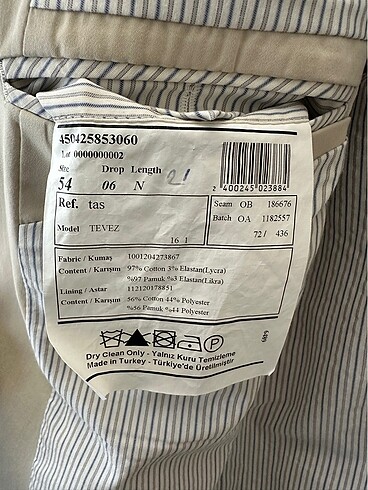 450425853060
Lot 0000000002
Size Drop Length
54 06 N 21
2 400245 023884
Ref. tas
Seam OB 186676
Batch OA 1182557
72 / 436
Model TEVEZ
16 1
Fabric / Kumaş 1001204273867
Content / Karışım 97% Cotton 3% Elastan(Lycra)
%97 Pamuk %3 Elastan(Likra)
Lining / Astar 112120178851
Content / Karışım 56% Cotton 44% Polyester
%56 Pamuk %44 Polyester
P
Dry Clean Only - Yalnız Kuru Temizleme
Made in Turkey - Türkiye'de Üretilmiştir